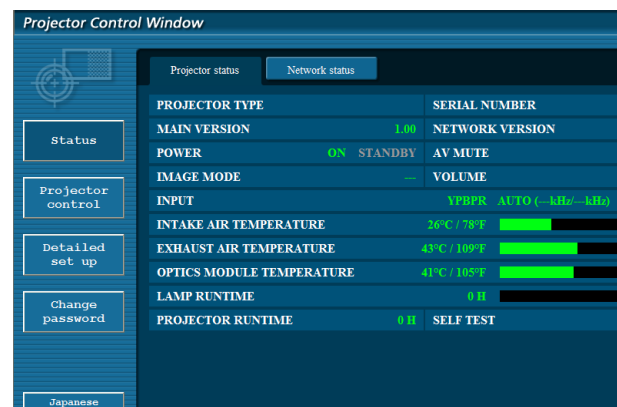 Projector Control Window
Projector status Network status
PROJECTOR TYPE SERIAL NUMBER
MAIN VERSION 1.00 NETWORK VERSION
POWER ON STANDBY AV MUTE
IMAGE MODE --- VOLUME
INPUT YPBPR AUTO (---kHz/---kHz)
INTAKE AIR TEMPERATURE 26°C / 78°F
EXHAUST AIR TEMPERATURE 43°C / 109°F
OPTICS MODULE TEMPERATURE 41°C / 105°F
LAMP RUNTIME 0 H
PROJECTOR RUNTIME 0 H SELF TEST
Status
Projector
control
Detailed
set up
Change
password
Japanese